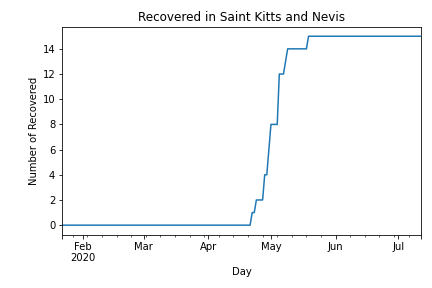 Recovered in Saint Kitts and Nevis
Number of Recovered
14
12
10
8
6
4
2
0
Feb Mar Apr May Jun Jul
2020
Day